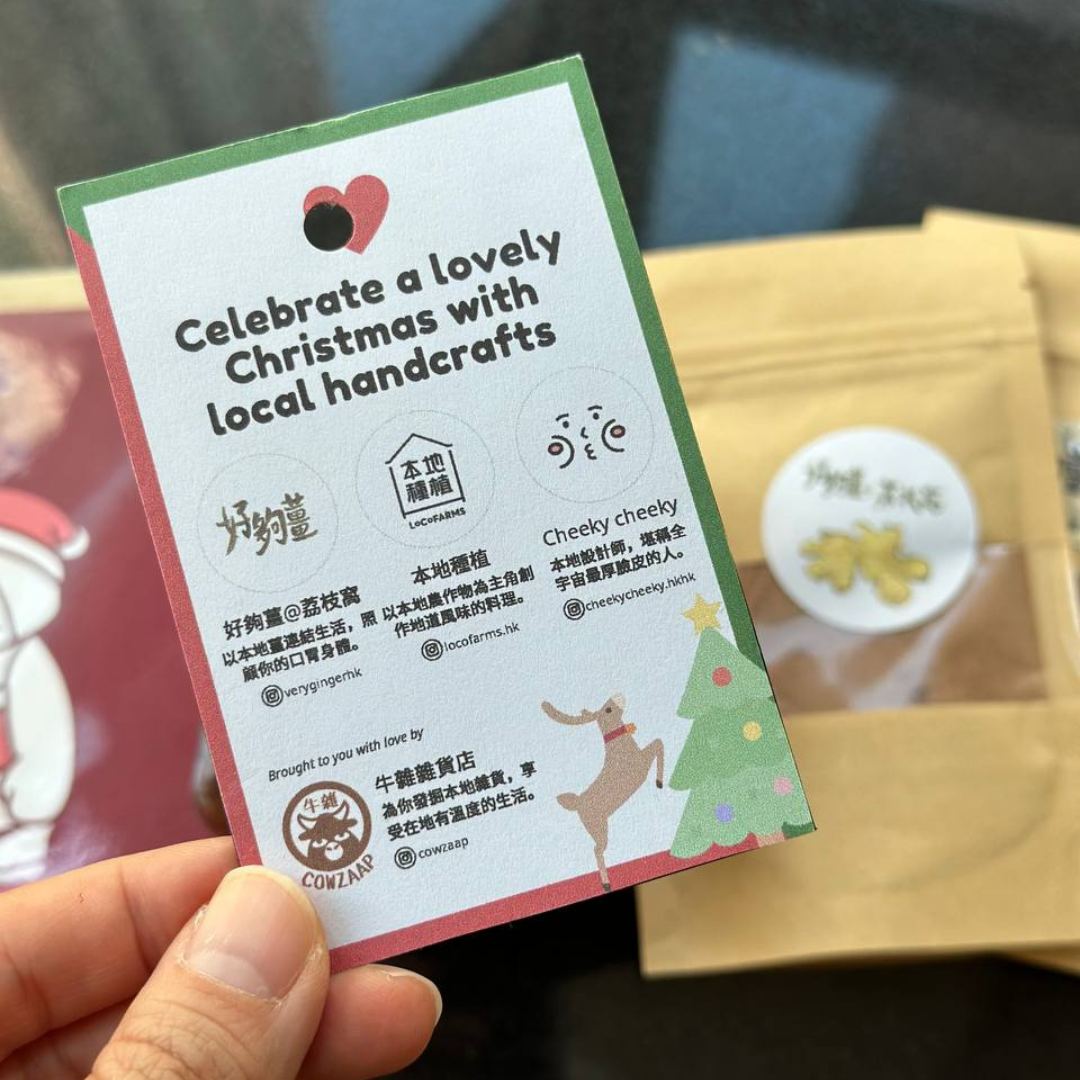 Celebrate a lovely
Christmas with
local handcrafts
好夠薑
好夠薑@荔枝窩
以本地薑連結生活，照
顧你的口胃身體。
verygingerhk
本地
種植
LoCoFARMS
本地種植
以本地農作物為主角創
作地道風味的料理。
locofarms.hk
Cheeky cheeky
本地設計師，堪稱全
宇宙最厚臉皮的人。
cheekycheeky.hkhk
Brought to you with love by
牛雜
COWZAAP
牛雜雜貨店
為你發掘本地雜貨，享
受在地有溫度的生活。
cowzaap